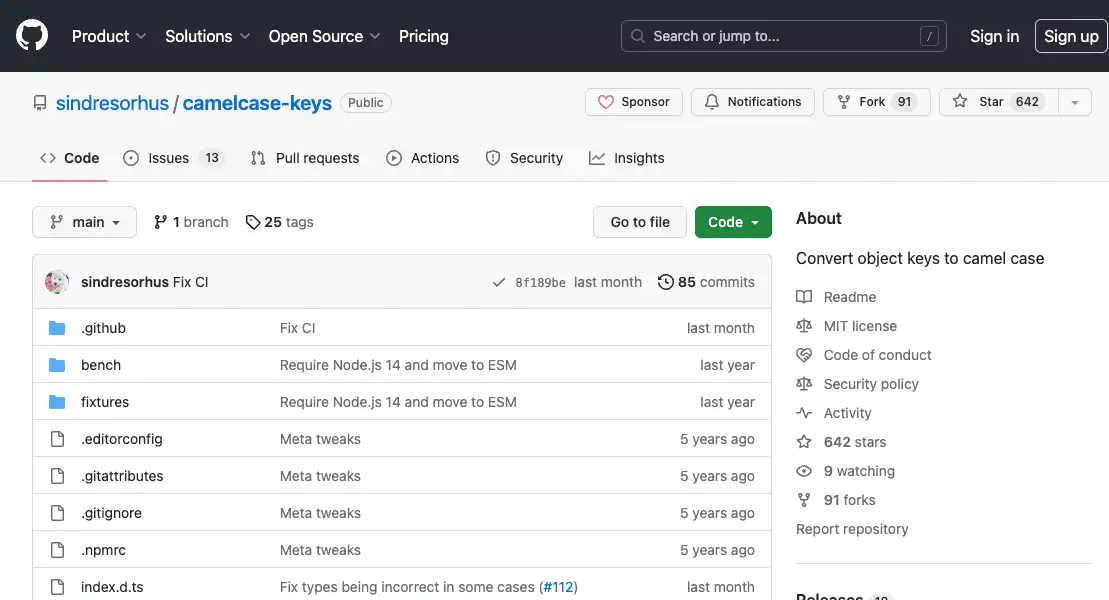 Product Solutions Open Source Pricing Search or jump to... / Sign in Sign up
sindresorhus / camelcase-keys Public Sponsor Notifications Fork 91 Star 642
Code Issues 13 Pull requests Actions Security Insights
main 1 branch 25 tags Go to file Code
sindresorhus Fix CI 8f189be last month 85 commits
.github Fix CI last month
bench Require Node.js 14 and move to ESM last year
fixtures Require Node.js 14 and move to ESM last year
.editorconfig Meta tweaks 5 years ago
.gitattributes Meta tweaks 5 years ago
.gitignore Meta tweaks 5 years ago
.npmrc Meta tweaks 5 years ago
index.d.ts Fix types being incorrect in some cases (#112) last month
About
Convert object keys to camel case
Readme
MIT license
Code of conduct
Security policy
Activity
642 stars
9 watching
91 forks
Report repository
Releases